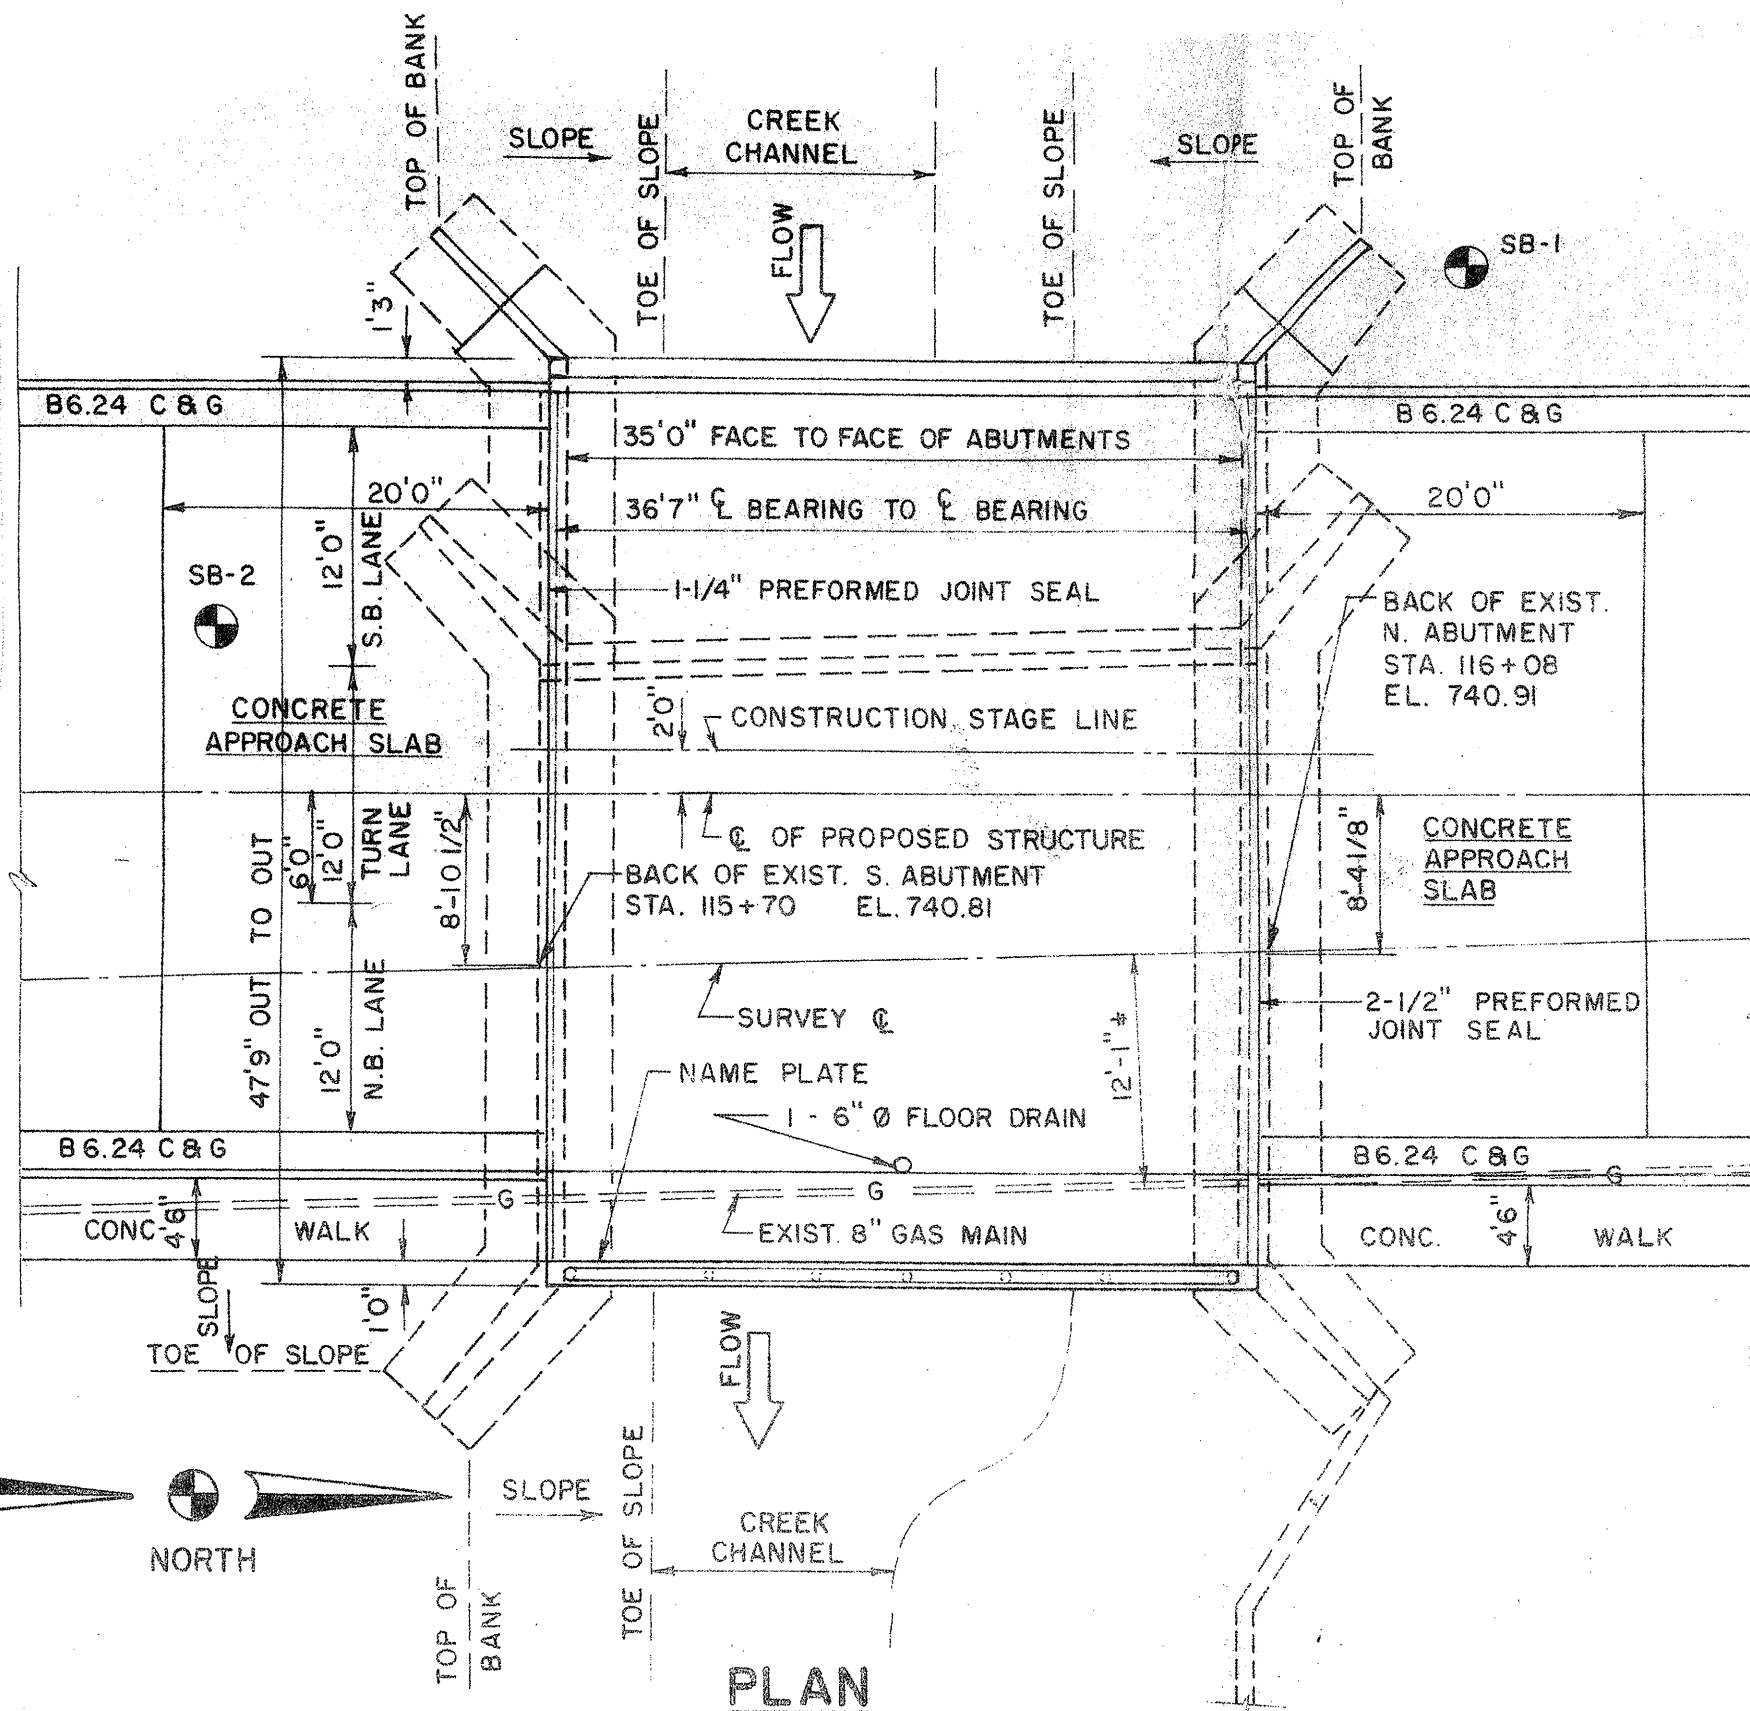 TOP OF BANK
SLOPE
TOE OF SLOPE
CREEK
CHANNEL
FLOW
TOE OF SLOPE
SLOPE
TOP OF
BANK
SB-1
1'3"
B6.24 C & G
B 6.24 C & G
35'0" FACE TO FACE OF ABUTMENTS
20'0"
36'7" ℄ BEARING TO ℄ BEARING
20'0"
12'0"
S.B. LANE
SB-2
1-1/4" PREFORMED JOINT SEAL
BACK OF EXIST.
N. ABUTMENT
STA. 116+08
EL. 740.91
CONCRETE
APPROACH SLAB
2'0"
CONSTRUCTION STAGE LINE
47'9" OUT TO OUT
6'0"
12'0"
TURN
LANE
8'-10 1/2"
℄ OF PROPOSED STRUCTURE
BACK OF EXIST. S. ABUTMENT
STA. 115+70 EL. 740.81
8'-4 1/8"
CONCRETE
APPROACH
SLAB
12'0"
N.B. LANE
SURVEY ℄
12'-1" ±
2-1/2" PREFORMED
JOINT SEAL
NAME PLATE
1 - 6" Ø FLOOR DRAIN
B 6.24 C & G
B6.24 C & G
G
G
G
CONC. WALK
4'6"
EXIST. 8" GAS MAIN
CONC. WALK
4'6"
SLOPE
1'0"
TOE OF SLOPE
FLOW
NORTH
SLOPE
TOE OF SLOPE
CREEK
CHANNEL
TOP OF
BANK
PLAN